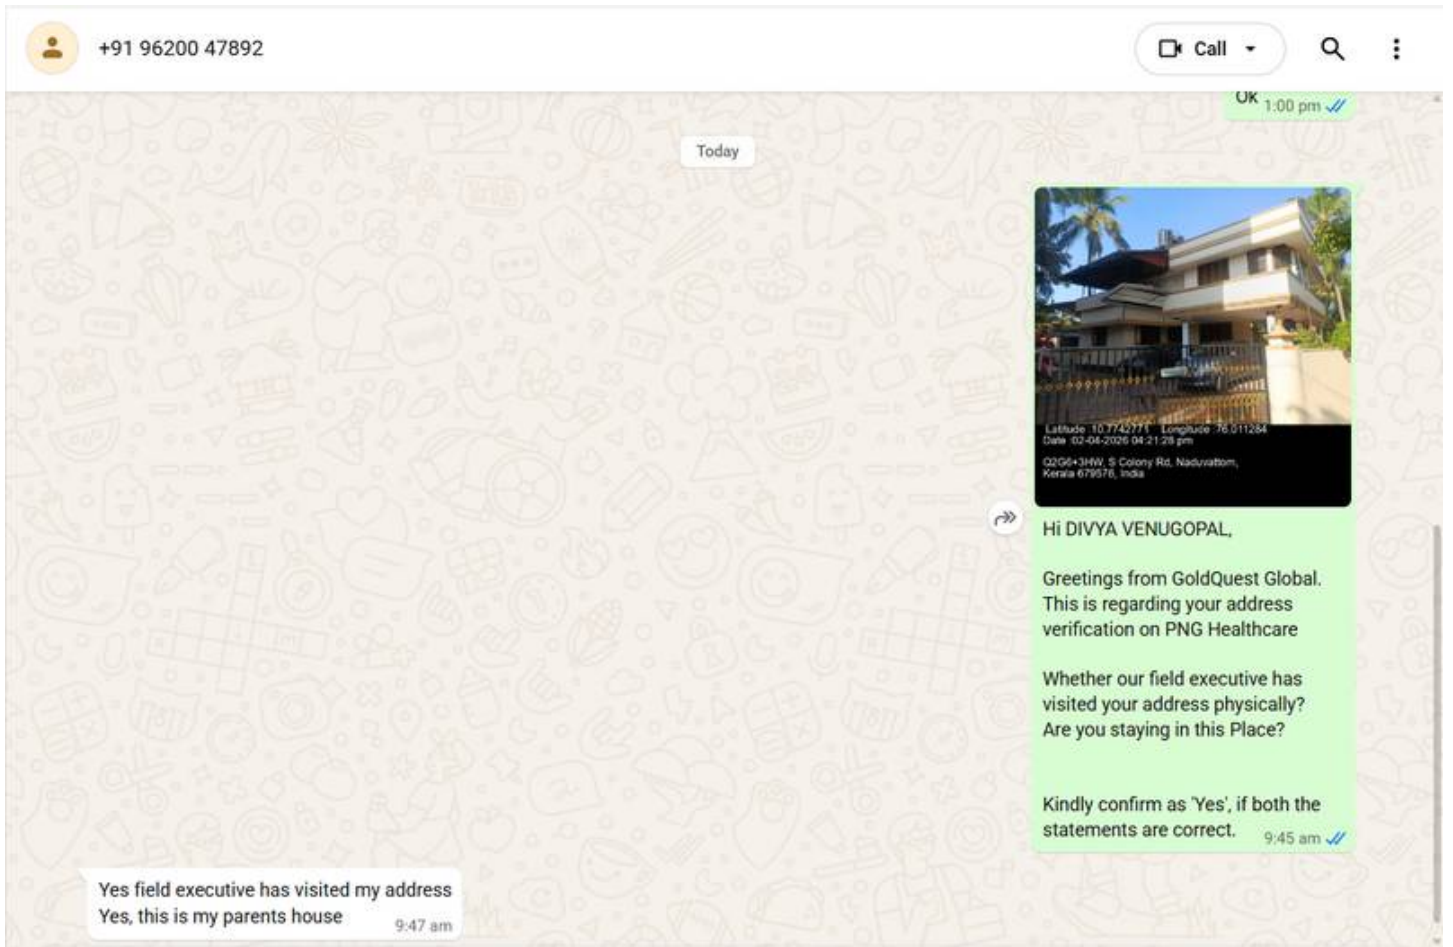 +91 96200 47892
Call
Ok
1:00 pm
Today
Latitude :10.7742771 Longitude :76.011284
Date :02-04-2026 04:21:28 pm
Q2G6+3HW, S Colony Rd, Naduvattom,
Kerala 679576, India
Hi DIVYA VENUGOPAL,
Greetings from GoldQuest Global.
This is regarding your address
verification on PNG Healthcare
Whether our field executive has
visited your address physically?
Are you staying in this Place?
Kindly confirm as 'Yes', if both the
statements are correct.
9:45 am
Yes field executive has visited my address
Yes, this is my parents house
9:47 am